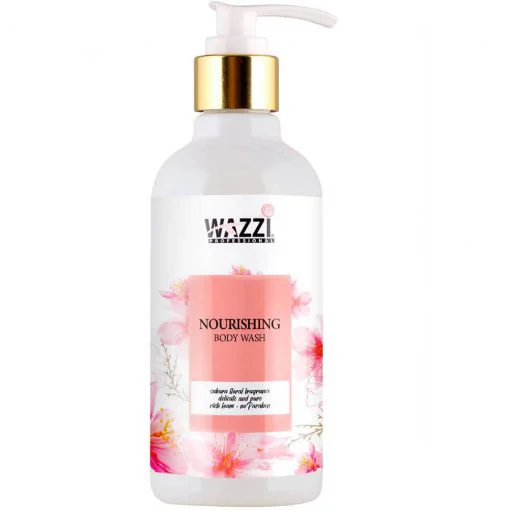 WAZZI
PROFESSIONAL
NOURISHING
BODY WASH
sakura floral fragrance
delicate and pure
rich foam - no Paraben